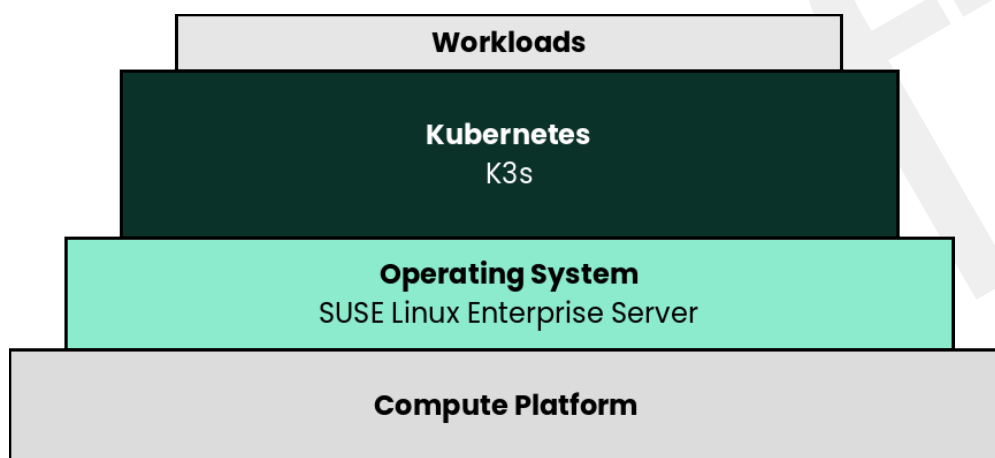 Workloads
Kubernetes
K3s
Operating System
SUSE Linux Enterprise Server
Compute Platform